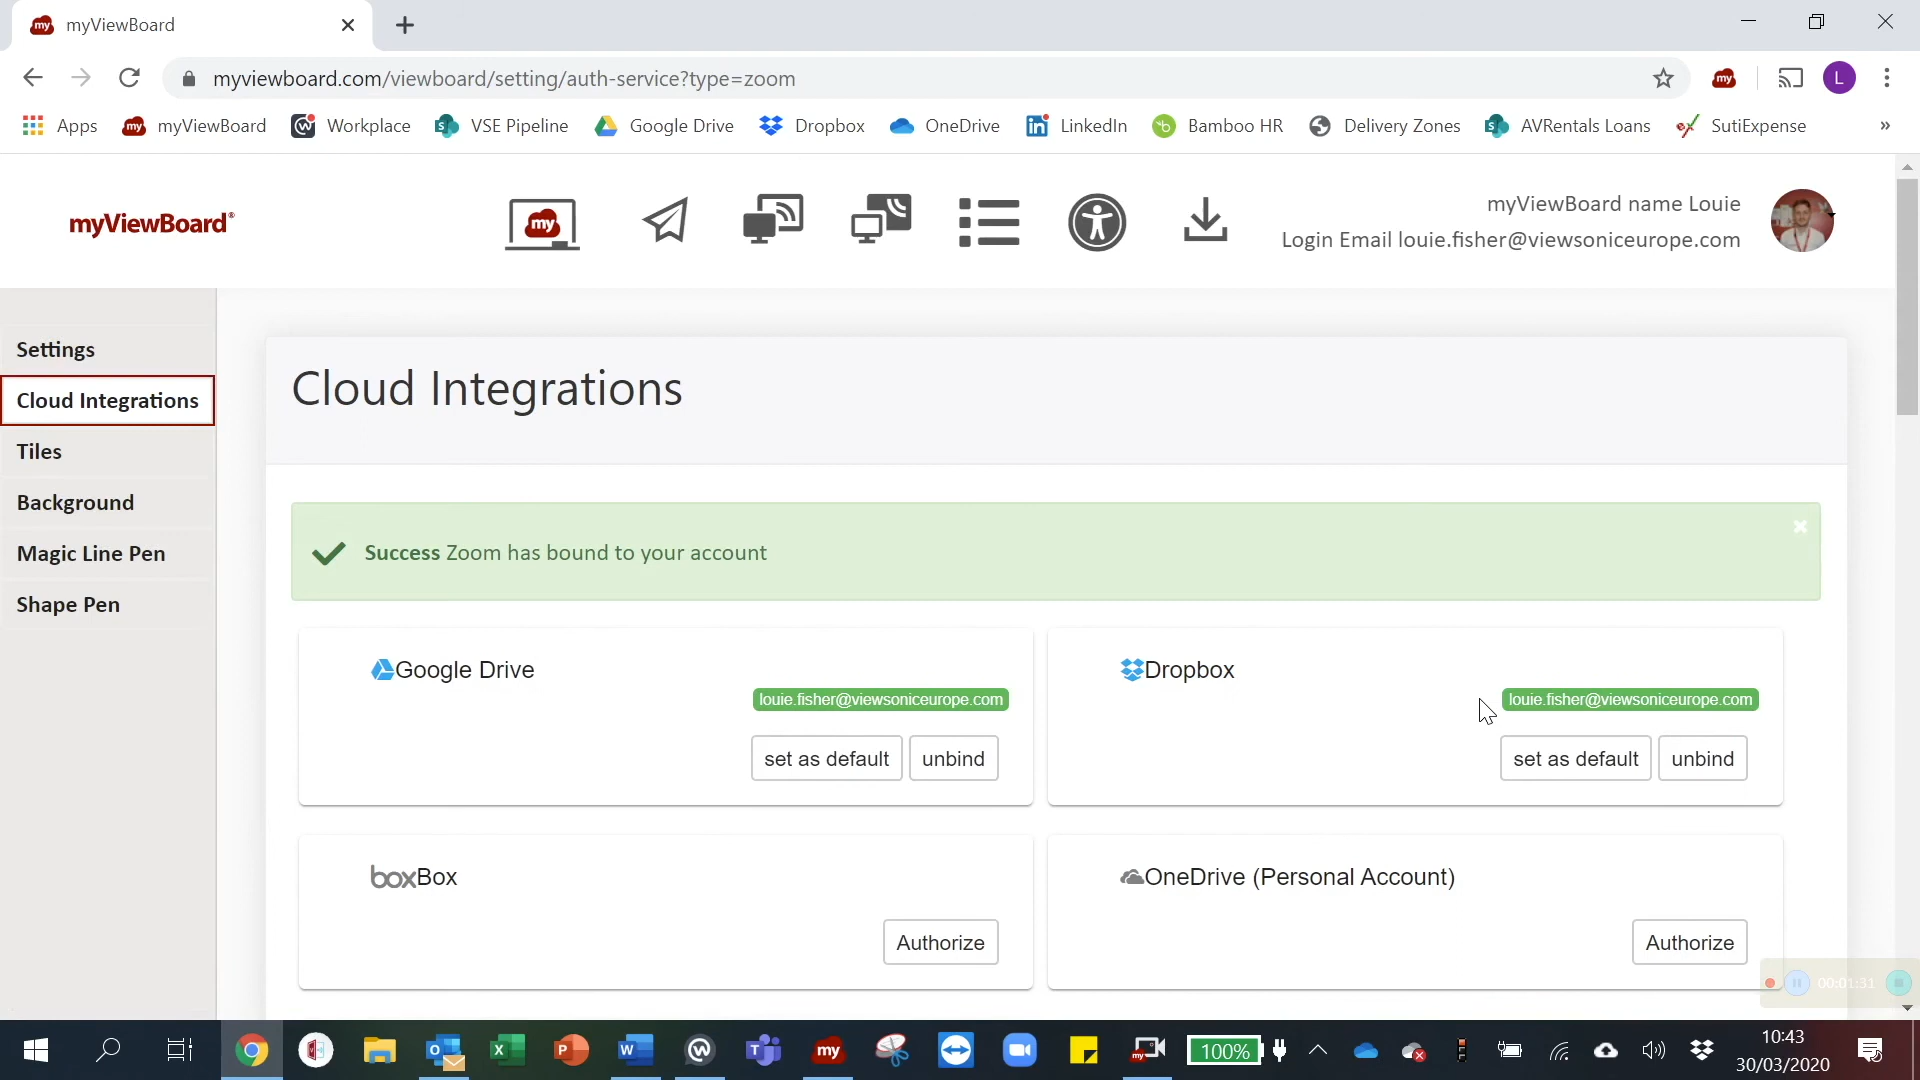 myViewBoard
myviewboard.com/viewboard/setting/auth-service?type=zoom
L
Apps myViewBoard Workplace VSE Pipeline Google Drive Dropbox OneDrive LinkedIn Bamboo HR Delivery Zones AVRentals Loans SutiExpense »
myViewBoard®
my
myViewBoard name Louie
Login Email louie.fisher@viewsoniceurope.com
Settings
Cloud Integrations
Tiles
Background
Magic Line Pen
Shape Pen
Cloud Integrations
Success Zoom has bound to your account
Google Drive
louie.fisher@viewsoniceurope.com
set as default unbind
Dropbox
louie.fisher@viewsoniceurope.com
set as default unbind
boxBox
Authorize
OneDrive (Personal Account)
Authorize
00:01:31
100%
10:43
30/03/2020